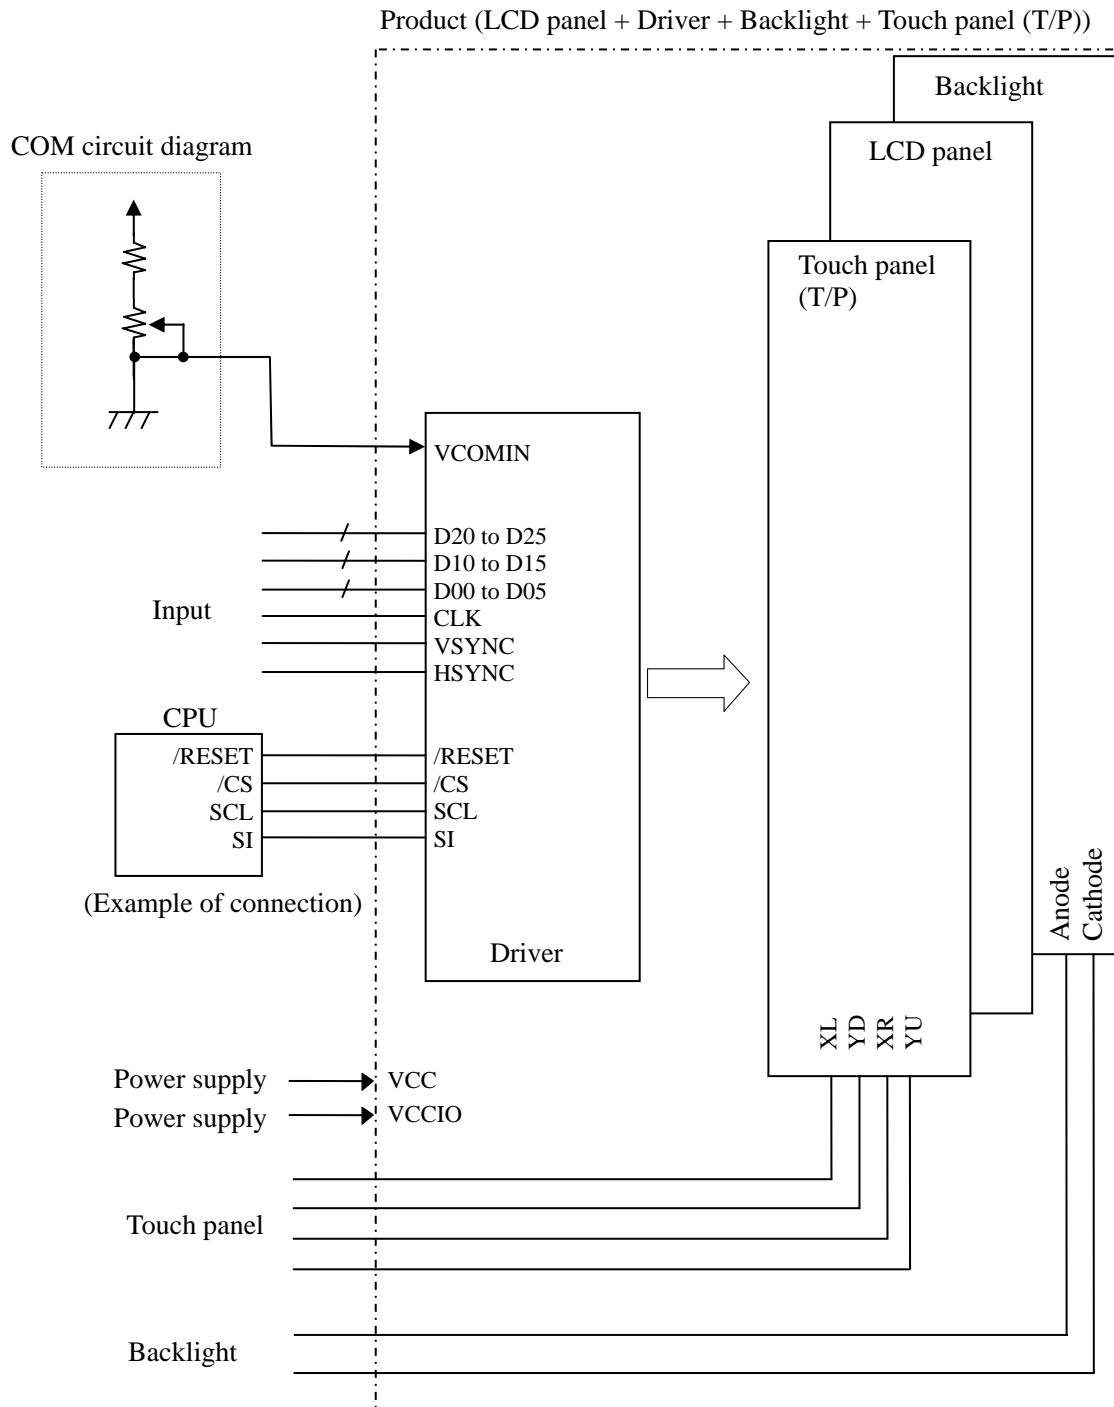 Product (LCD panel + Driver + Backlight + Touch panel (T/P))
Backlight
LCD panel
COM circuit diagram
Touch panel
(T/P)
VCOMIN
D20 to D25
D10 to D15
D00 to D05
Input
CLK
VSYNC
HSYNC
CPU
/RESET
/CS
SCL
SI
/RESET
/CS
SCL
SI
(Example of connection)
Driver
Anode
Cathode
XL
YD
XR
YU
Power supply
VCC
Power supply
VCCIO
Touch panel
Backlight